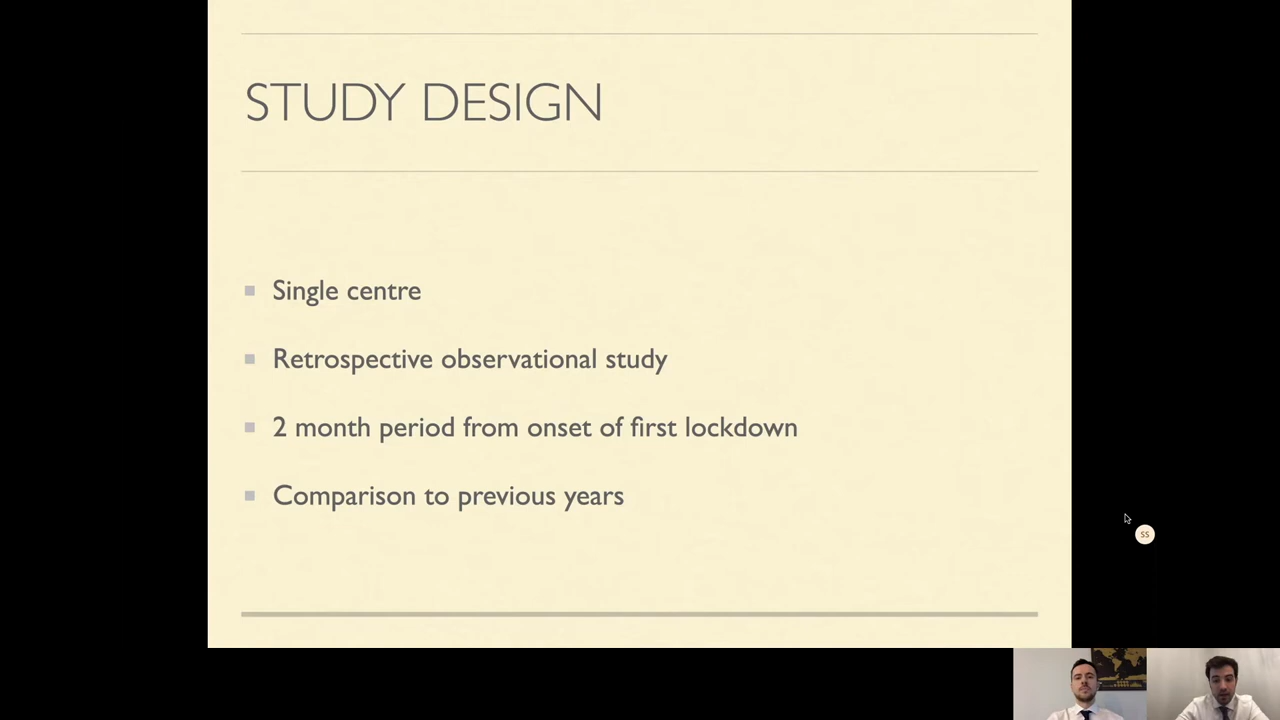 STUDY DESIGN
Single centre
Retrospective observational study
2 month period from onset of first lockdown
Comparison to previous years
SS